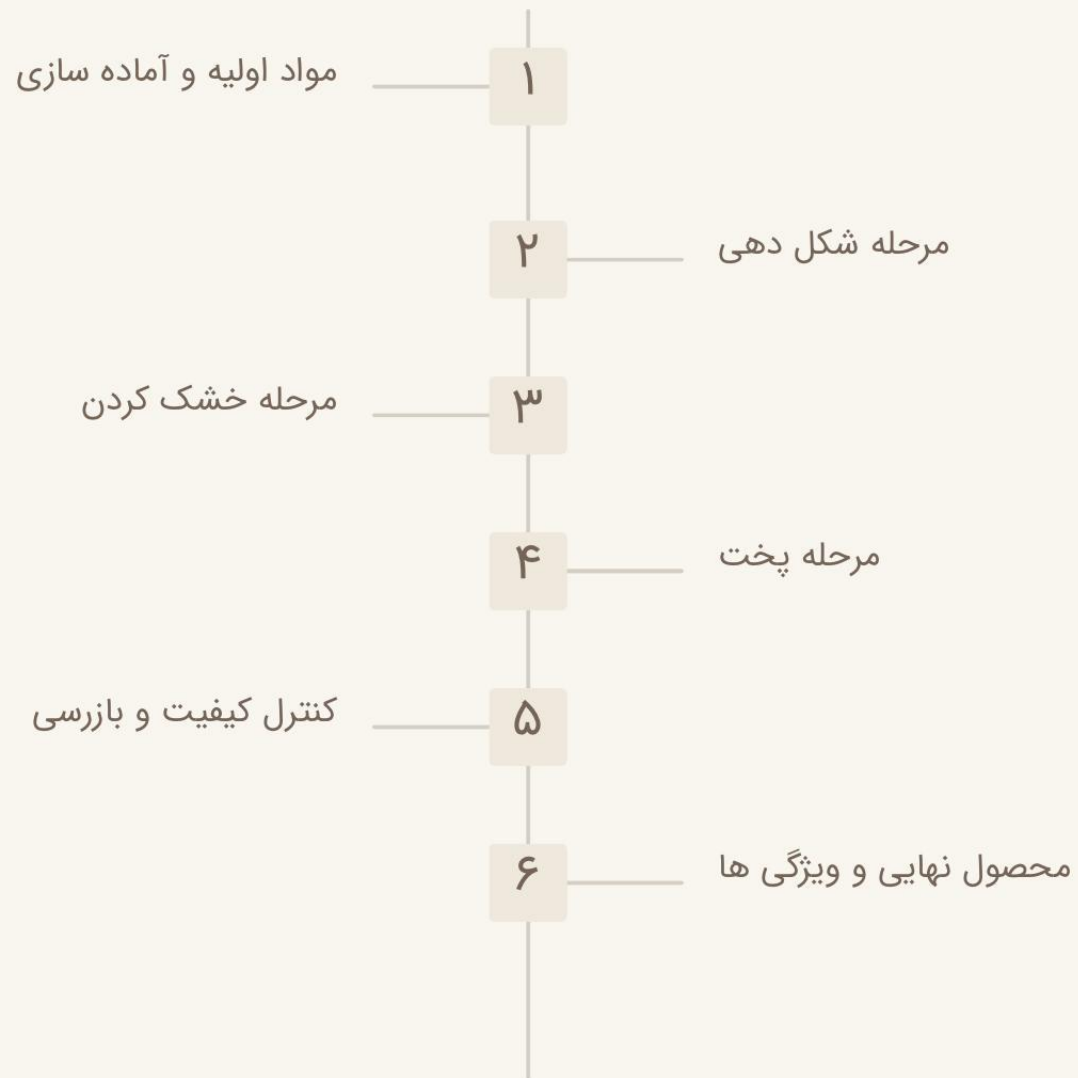 ۱
مواد اولیه و آماده سازی
۲
مرحله شکل دهی
۳
مرحله خشک کردن
۴
مرحله پخت
۵
کنترل کیفیت و بازرسی
۶
محصول نهایی و ویژگی ها